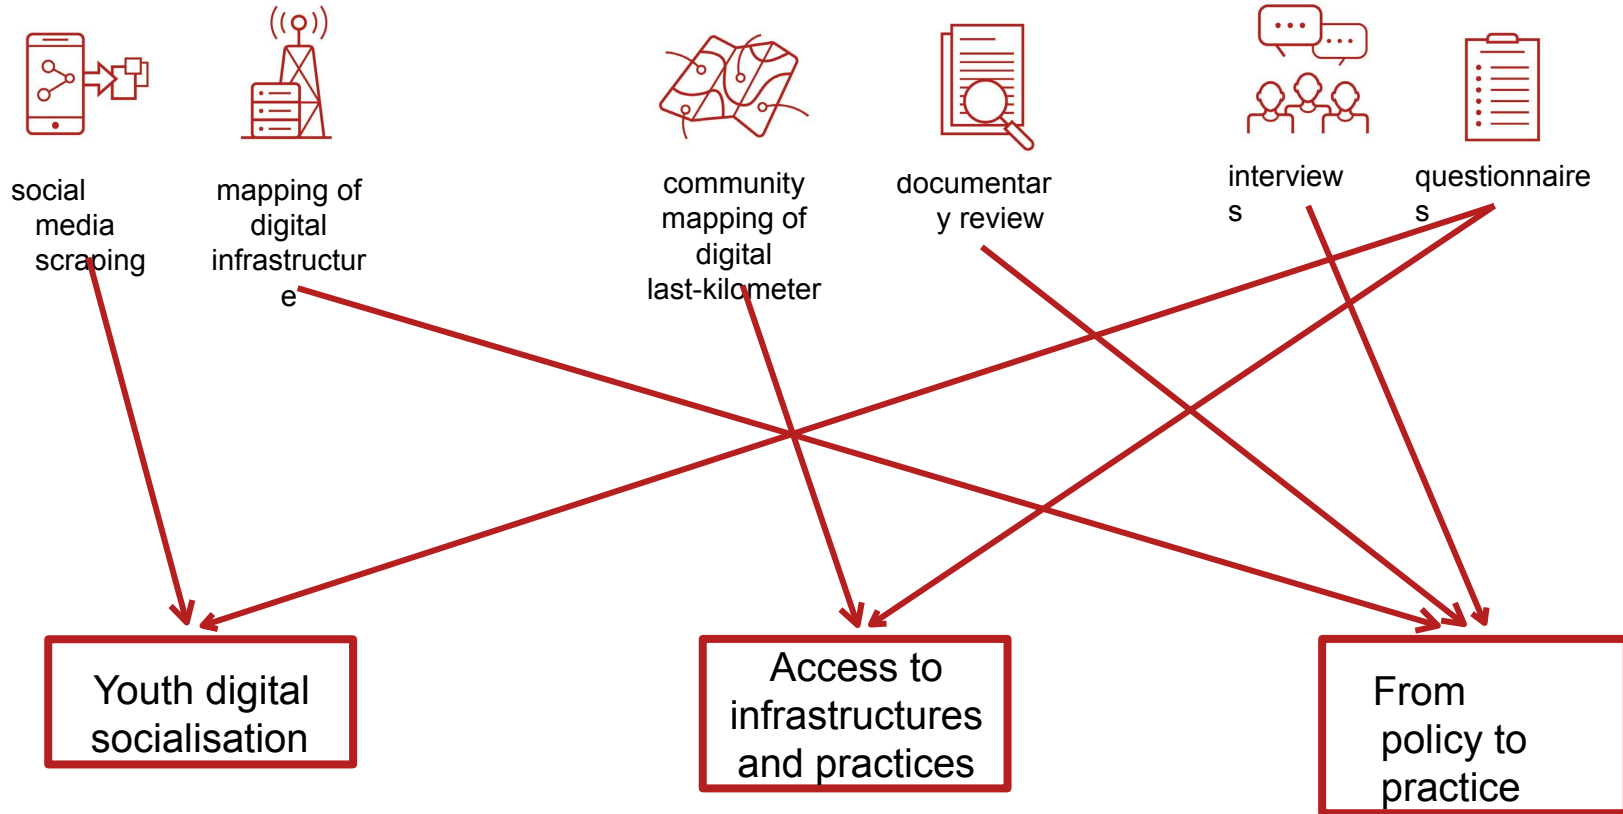 social
media
scraping
mapping of
digital
infrastructur
e
community
mapping of
digital
last-kilometer
documentar
y review
interview
s
questionnaire
s
Youth digital
socialisation
Access to
infrastructures
and practices
From
policy to
practice